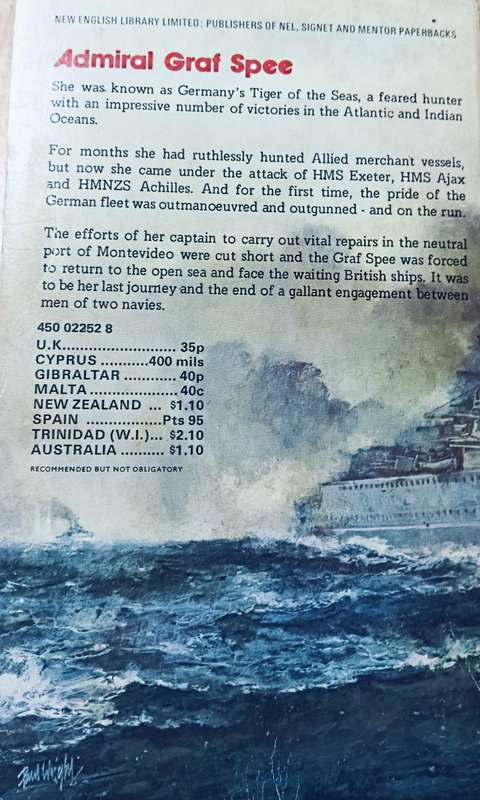 NEW ENGLISH LIBRARY LIMITED: PUBLISHERS OF NEL, SIGNET AND MENTOR PAPERBACKS
Admiral Graf Spee
She was known as Germany's Tiger of the Seas, a feared hunter
with an impressive number of victories in the Atlantic and Indian
Oceans.
For months she had ruthlessly hunted Allied merchant vessels,
but now she came under the attack of HMS Exeter, HMS Ajax
and HMNZS Achilles. And for the first time, the pride of the
German fleet was outmanoeuvred and outgunned - and on the run.
The efforts of her captain to carry out vital repairs in the neutral
port of Montevideo were cut short and the Graf Spee was forced
to return to the open sea and face the waiting British ships. It was
to be her last journey and the end of a gallant engagement between
men of two navies.
450 02252 8
U.K......................... 35p
CYPRUS ...........400 mils
GIBRALTAR ............ 40p
MALTA .................... 40c
NEW ZEALAND ... $1.10
SPAIN .................Pts 95
TRINIDAD (W.I.)... $2.10
AUSTRALIA .......... $1.10
RECOMMENDED BUT NOT OBLIGATORY